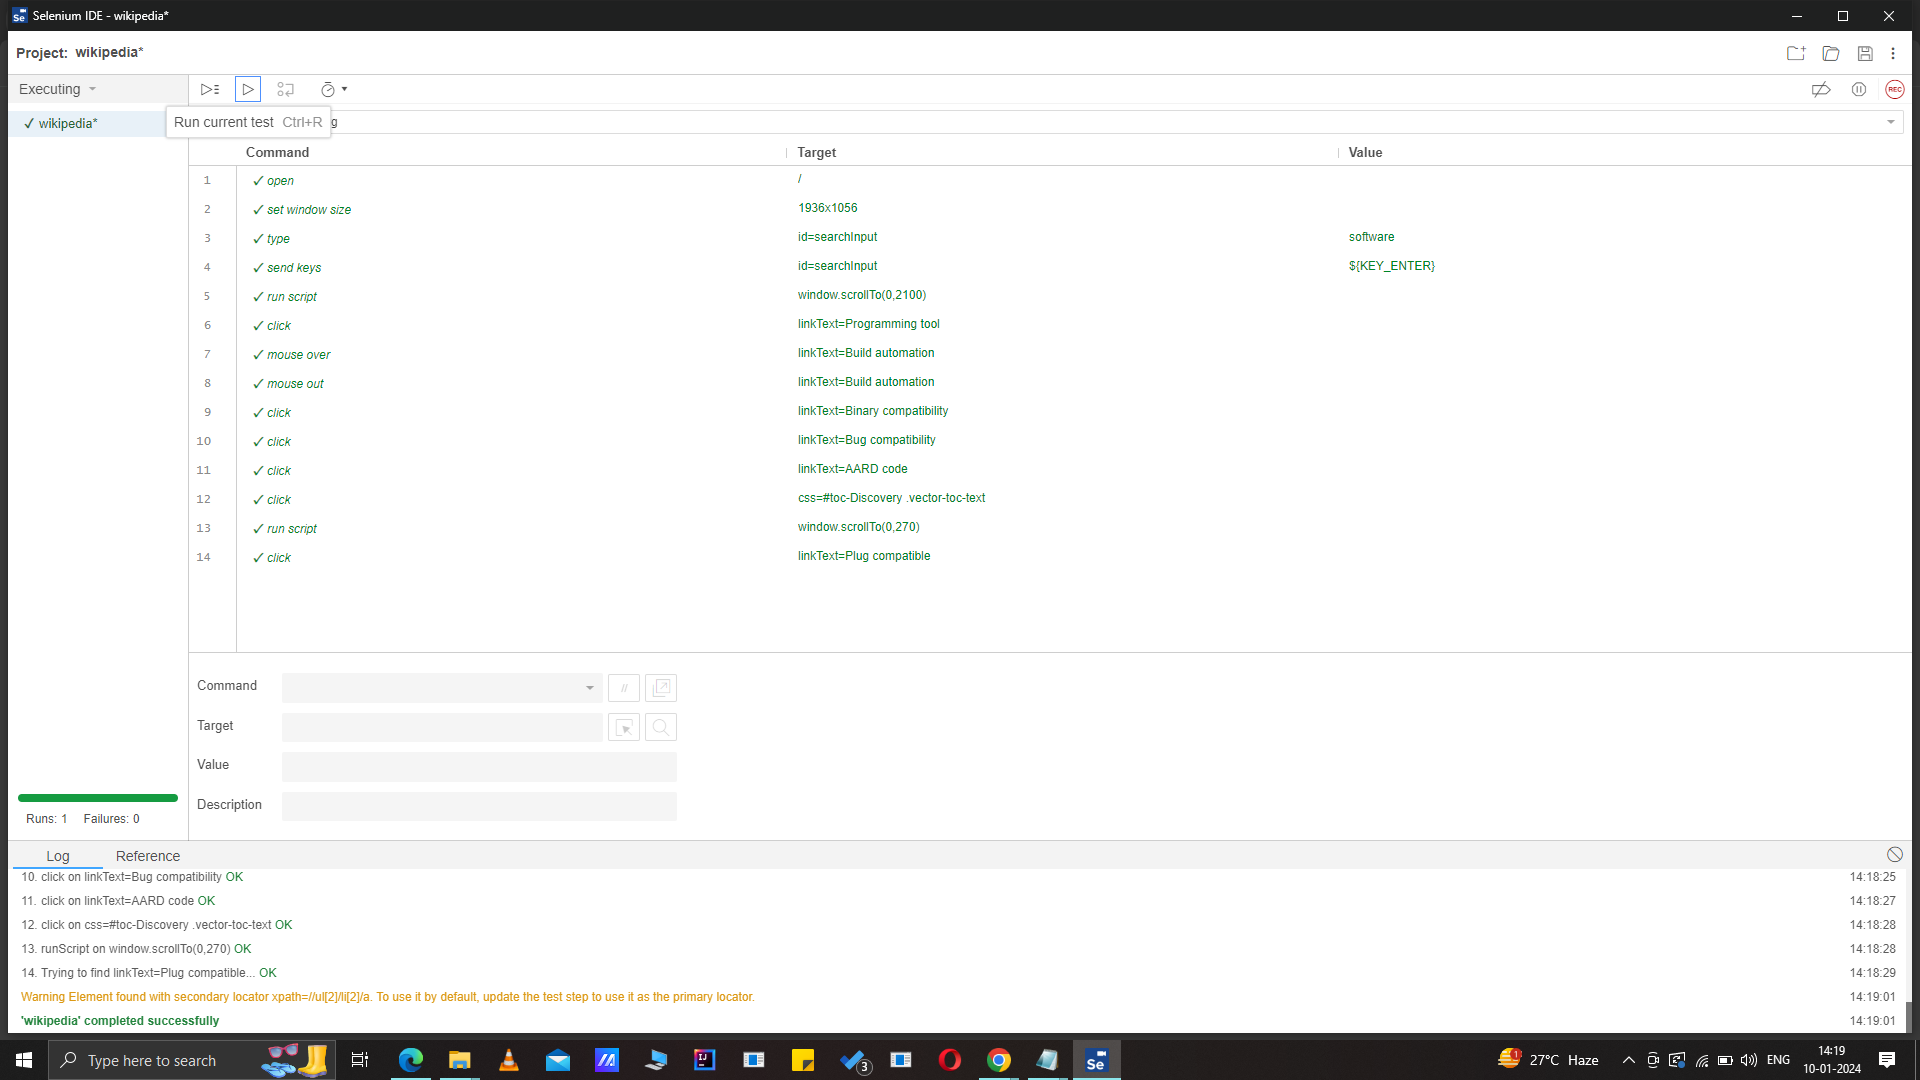 Selenium IDE - wikipedia*
Project: wikipedia*
Executing
✓ wikipedia*
Run current test Ctrl+R
g
REC
Command Target Value
1 ✓ open /
2 ✓ set window size 1936x1056
3 ✓ type id=searchInput software
4 ✓ send keys id=searchInput ${KEY_ENTER}
5 ✓ run script window.scrollTo(0,2100)
6 ✓ click linkText=Programming tool
7 ✓ mouse over linkText=Build automation
8 ✓ mouse out linkText=Build automation
9 ✓ click linkText=Binary compatibility
10 ✓ click linkText=Bug compatibility
11 ✓ click linkText=AARD code
12 ✓ click css=#toc-Discovery .vector-toc-text
13 ✓ run script window.scrollTo(0,270)
14 ✓ click linkText=Plug compatible
Command //
Target
Value
Description
Runs: 1 Failures: 0
Log Reference
10. click on linkText=Bug compatibility OK 14:18:25
11. click on linkText=AARD code OK 14:18:27
12. click on css=#toc-Discovery .vector-toc-text OK 14:18:28
13. runScript on window.scrollTo(0,270) OK 14:18:28
14. Trying to find linkText=Plug compatible... OK 14:18:29
Warning Element found with secondary locator xpath=//ul[2]/li[2]/a. To use it by default, update the test step to use it as the primary locator. 14:19:01
'wikipedia' completed successfully 14:19:01
Type here to search
3
Se
1
27°C Haze
ENG
14:19
10-01-2024